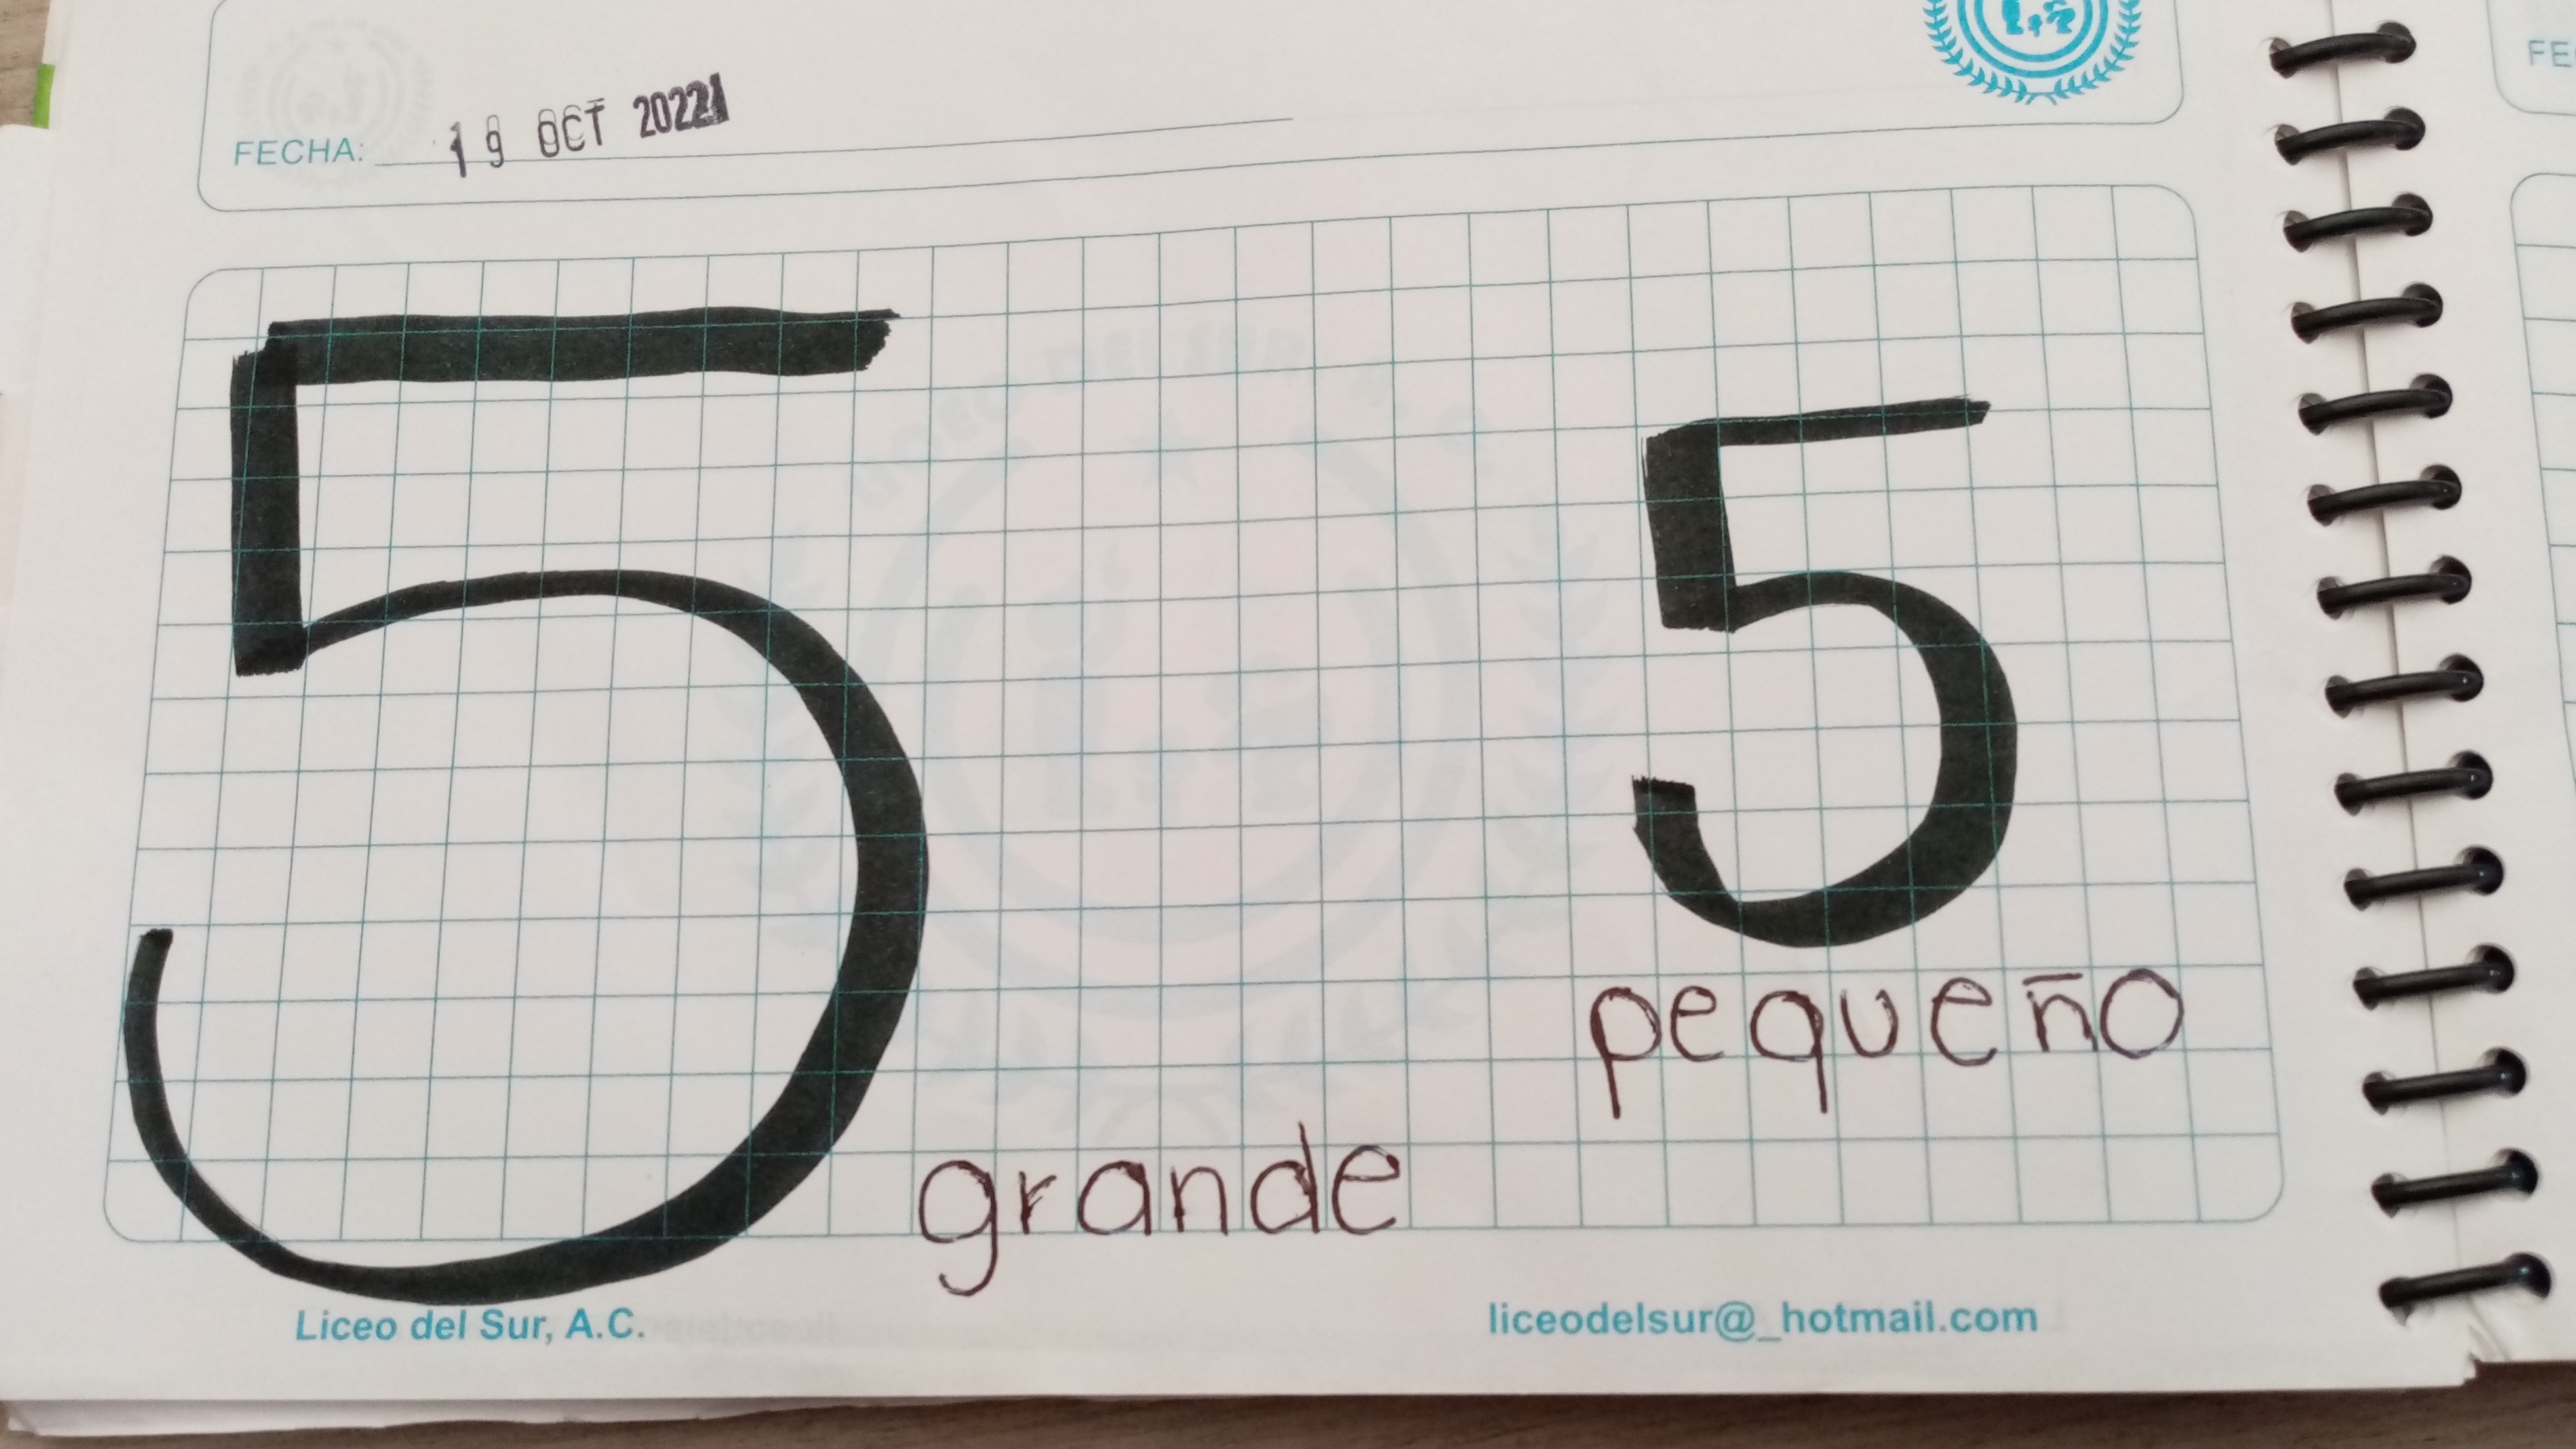 FECHA: 19 OCT 2022
5 5
pequeño
grande
Liceo del Sur, A.C. liceodelsur@_hotmail.com